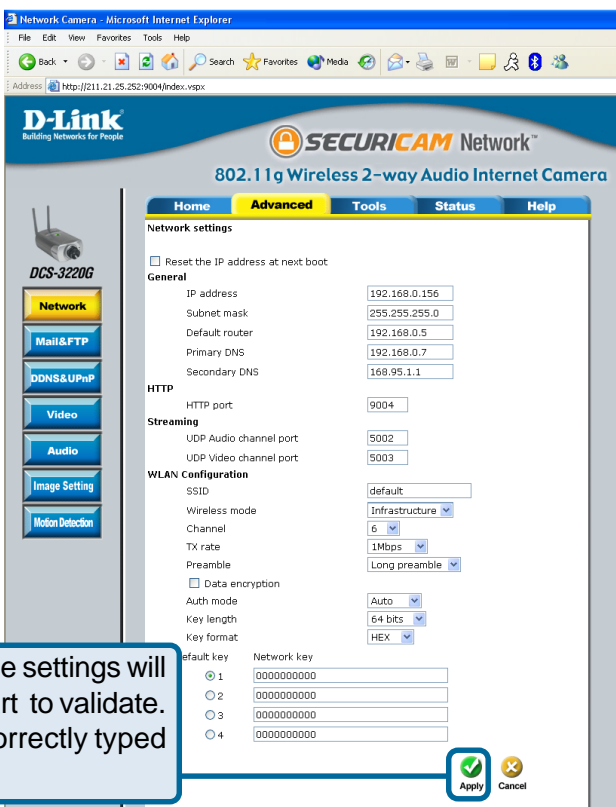 Network Camera - Microsoft Internet Explorer
File Edit View Favorites Tools Help
Back Search Favorites Media
Address http://211.21.25.252:9004/index.vspx
D-Link
Building Networks for People
SECURICAM Network™
802.11g Wireless 2-way Audio Internet Camera
Home Advanced Tools Status Help
DCS-3220G
Network
Mail&FTP
DDNS&UPnP
Video
Audio
Image Setting
Motion Detection
Network settings
Reset the IP address at next boot
General
IP address 192.168.0.156
Subnet mask 255.255.255.0
Default router 192.168.0.5
Primary DNS 192.168.0.7
Secondary DNS 168.95.1.1
HTTP
HTTP port 9004
Streaming
UDP Audio channel port 5002
UDP Video channel port 5003
WLAN Configuration
SSID default
Wireless mode Infrastructure
Channel 6
TX rate 1Mbps
Preamble Long preamble
Data encryption
Auth mode Auto
Key length 64 bits
Key format HEX
efault key Network key
1 0000000000
2 0000000000
3 0000000000
4 0000000000
Apply Cancel
e settings will
rt to validate.
orrectly typed